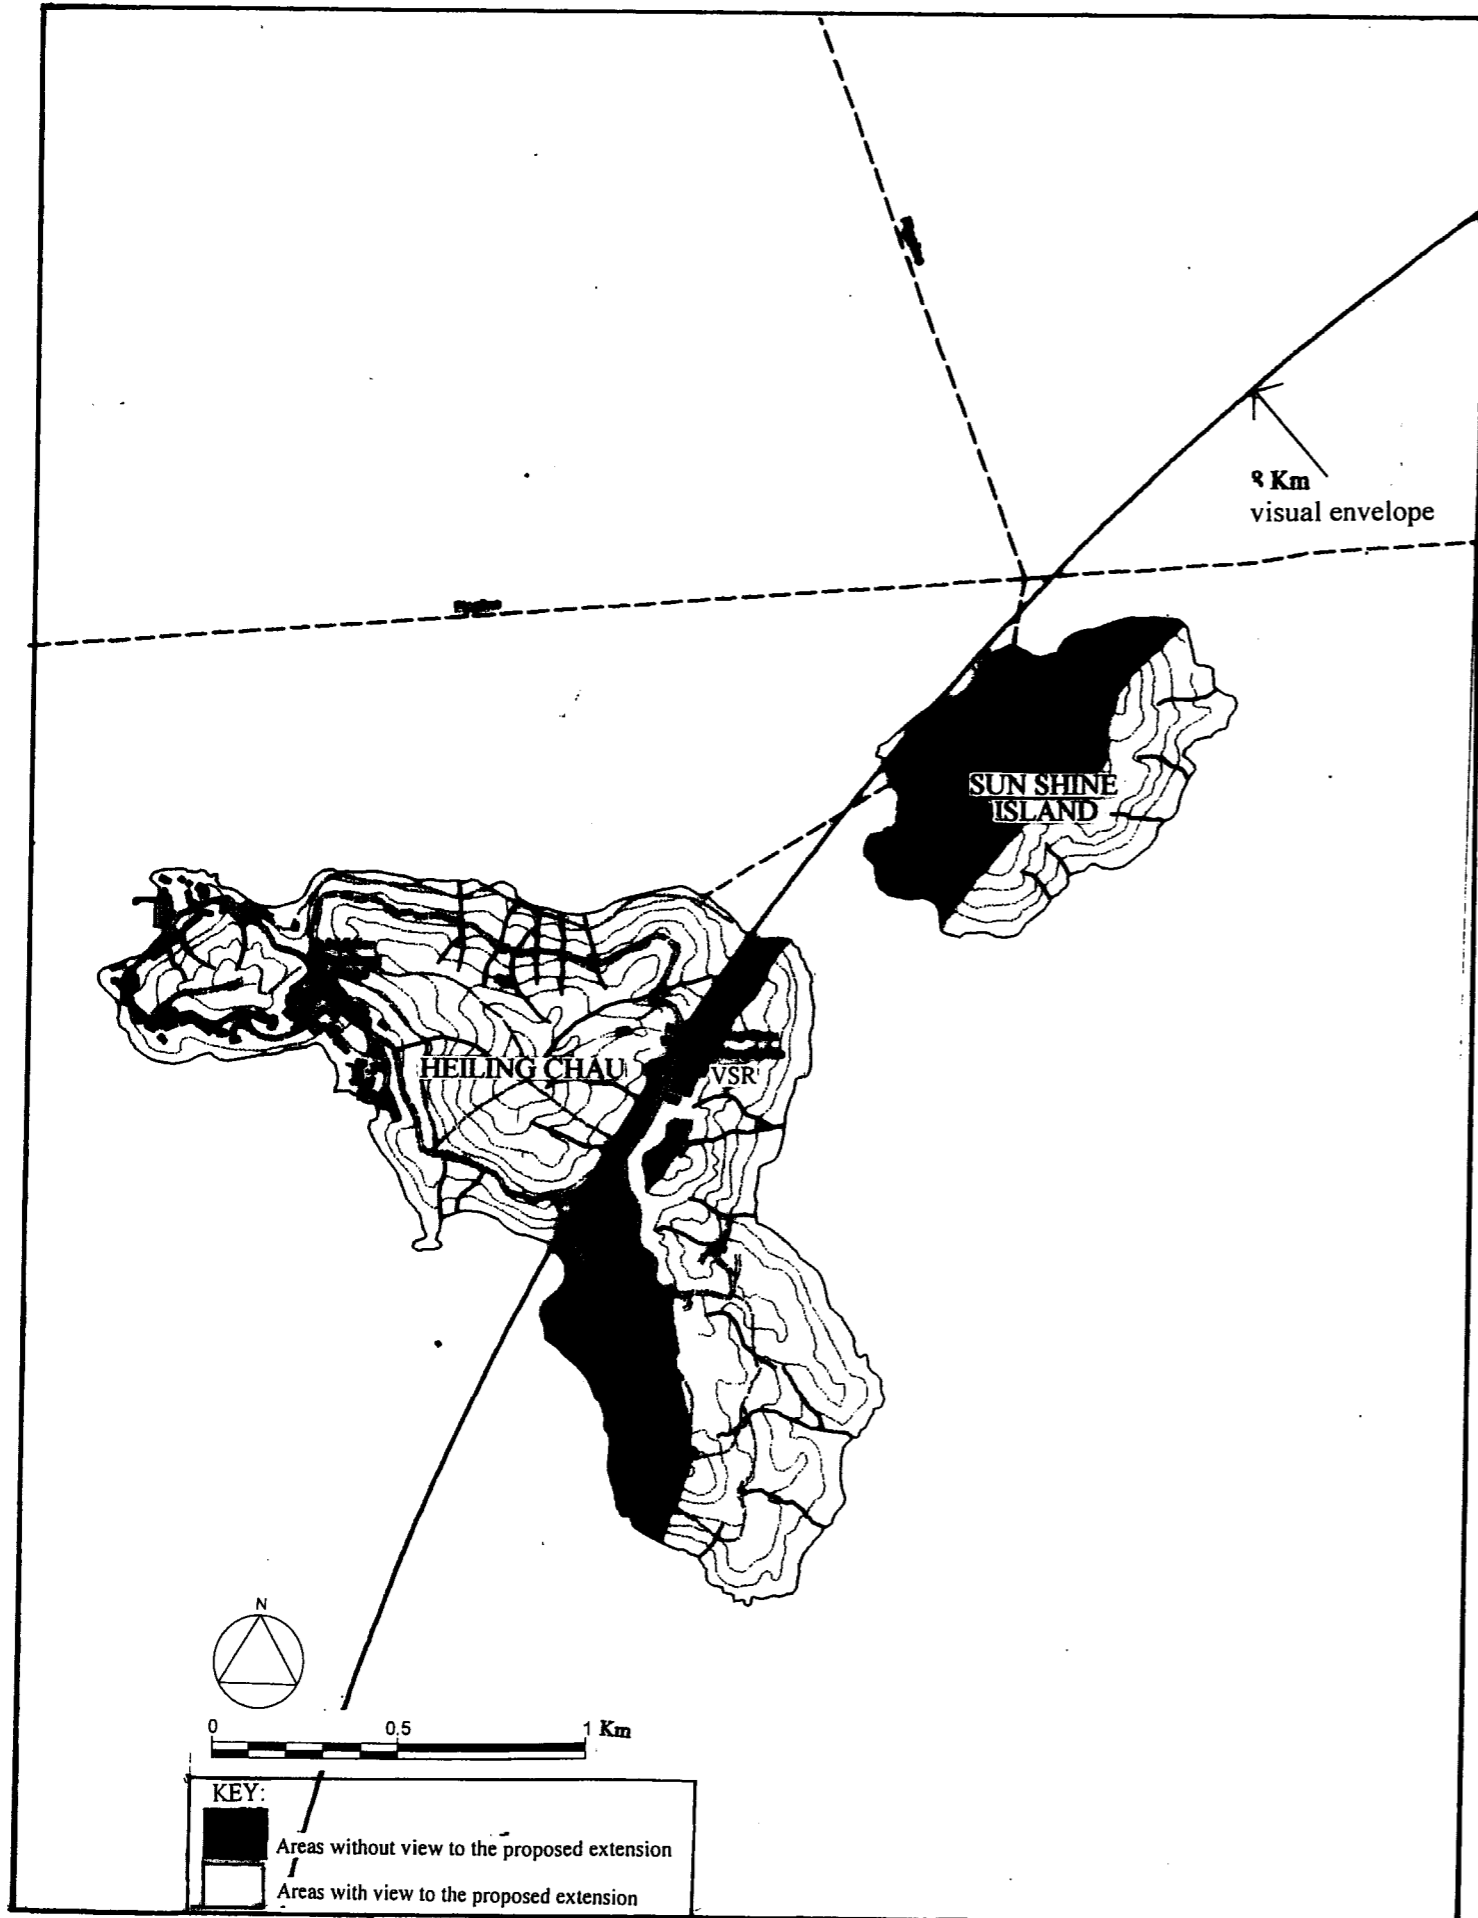 8 Km
visual envelope
SUN SHINE
ISLAND
HEILING CHAU
VSR
N
0
0.5
1 Km
KEY:
Areas without view to the proposed extension
Areas with view to the proposed extension